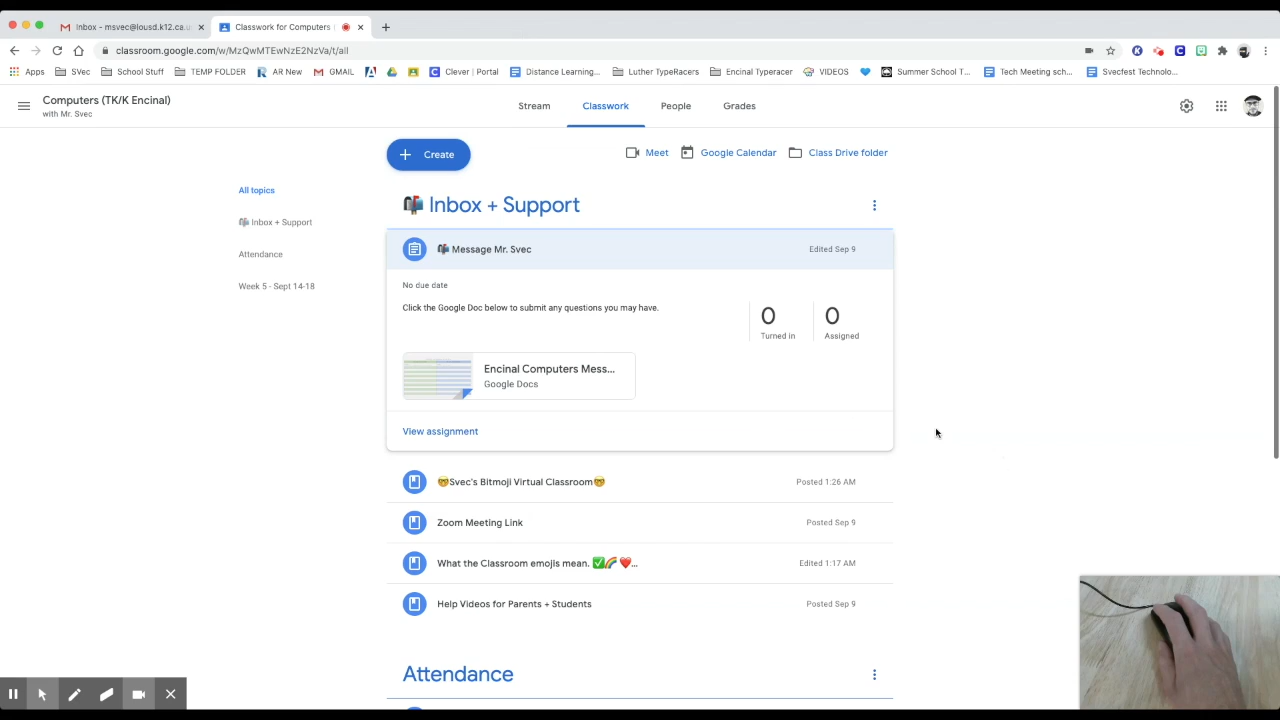 Inbox - msvec@lousd.k12.ca.u
Classwork for Computers
classroom.google.com/w/MzQwMTEwNzE2NzVa/t/all
Apps SVec School Stuff TEMP FOLDER AR New GMAIL Clever | Portal Distance Learning... Luther TypeRacers Encinal Typeracer VIDEOS Summer School T... Tech Meeting sch... Svecfest Technolo...
Computers (TK/K Encinal)
with Mr. Svec
Stream Classwork People Grades
Create
Meet Google Calendar Class Drive folder
All topics
📬 Inbox + Support
Attendance
Week 5 - Sept 14-18
📬 Inbox + Support
📬 Message Mr. Svec Edited Sep 9
No due date
Click the Google Doc below to submit any questions you may have.
0 0
Turned in Assigned
Encinal Computers Mess...
Google Docs
View assignment
🤓Svec's Bitmoji Virtual Classroom🤓 Posted 1:26 AM
Zoom Meeting Link Posted Sep 9
What the Classroom emojis mean. ✅🌈❤️... Edited 1:17 AM
Help Videos for Parents + Students Posted Sep 9
Attendance